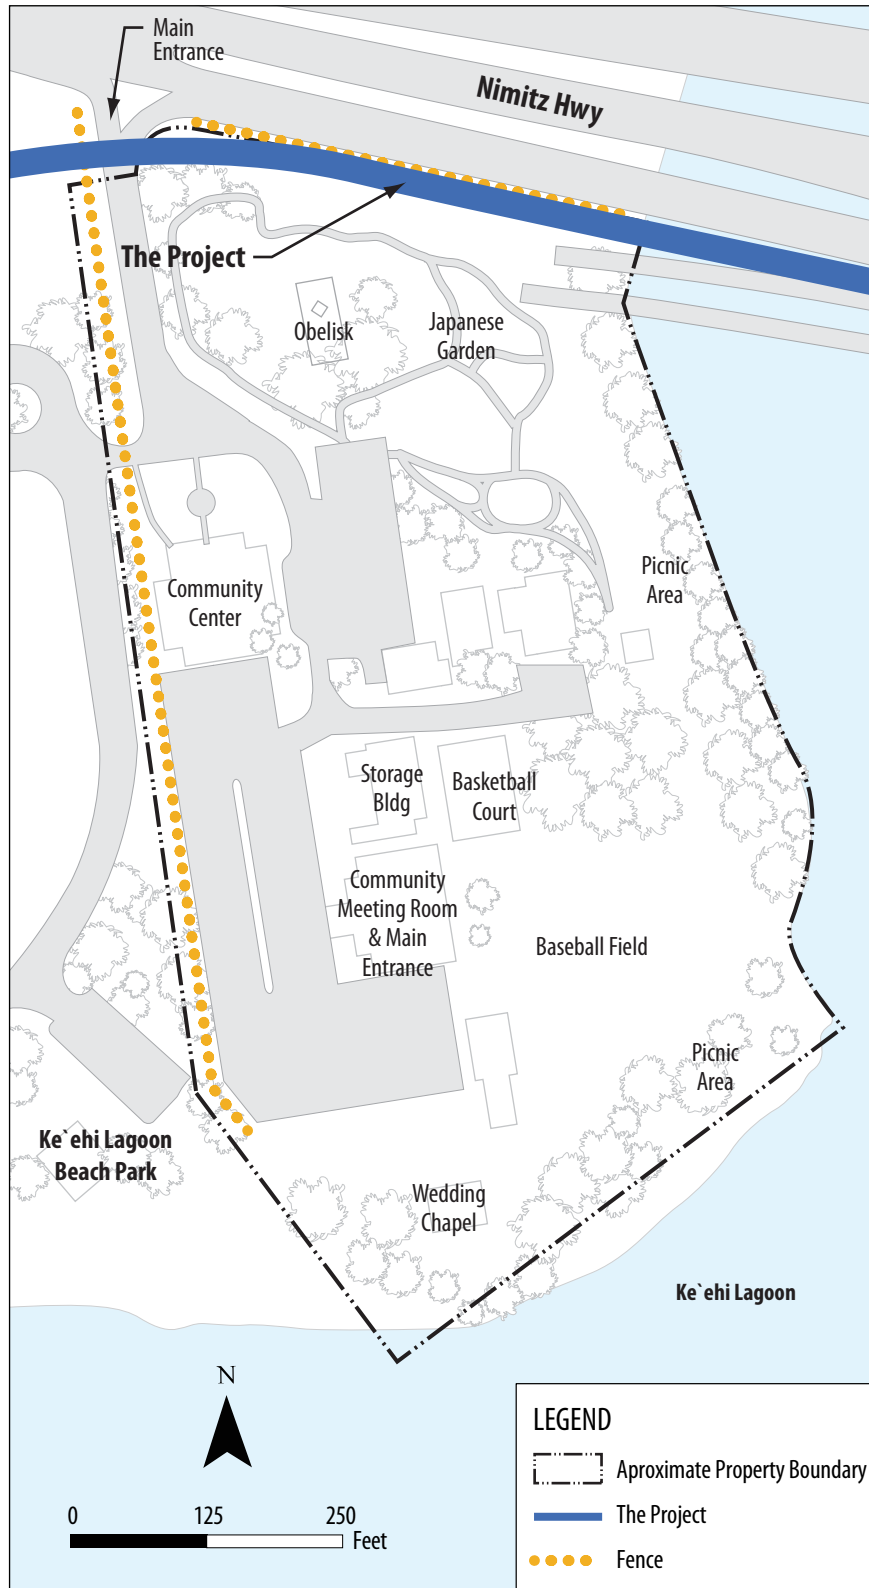 Main
Entrance
Nimitz Hwy
The Project
Obelisk
Japanese
Garden
Picnic
Area
Community
Center
Storage
Bldg
Basketball
Court
Community
Meeting Room
& Main
Entrance
Baseball Field
Picnic
Area
Ke`ehi Lagoon
Beach Park
Wedding
Chapel
Ke`ehi Lagoon
N
0 125 250
Feet
LEGEND
Aproximate Property Boundary
The Project
Fence